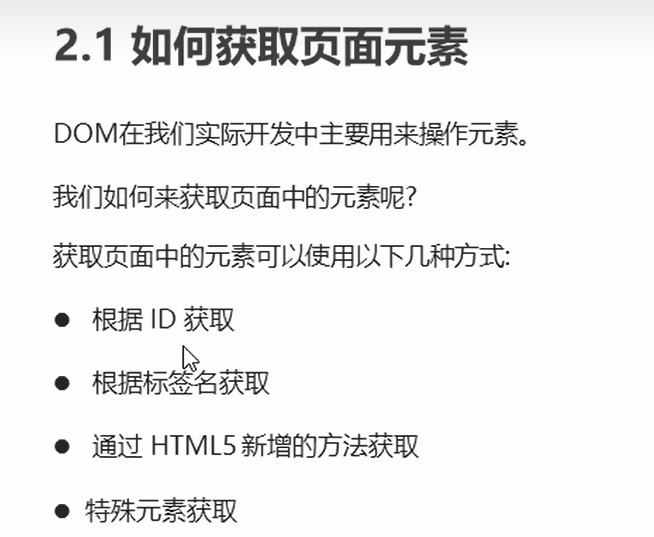 2.1 如何获取页面元素
DOM在我们实际开发中主要用来操作元素。
我们如何来获取页面中的元素呢?
获取页面中的元素可以使用以下几种方式:
● 根据 ID 获取
● 根据标签名获取
● 通过 HTML5 新增的方法获取
● 特殊元素获取